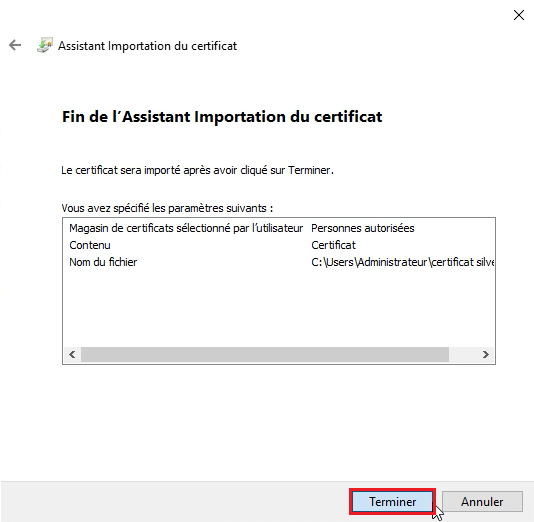 Assistant Importation du certificat
Fin de l'Assistant Importation du certificat
Le certificat sera importé après avoir cliqué sur Terminer.
Vous avez spécifié les paramètres suivants :
Magasin de certificats sélectionné par l'utilisateur Personnes autorisées
Contenu Certificat
Nom du fichier C:\Users\Administrateur\certificat silve
Terminer Annuler